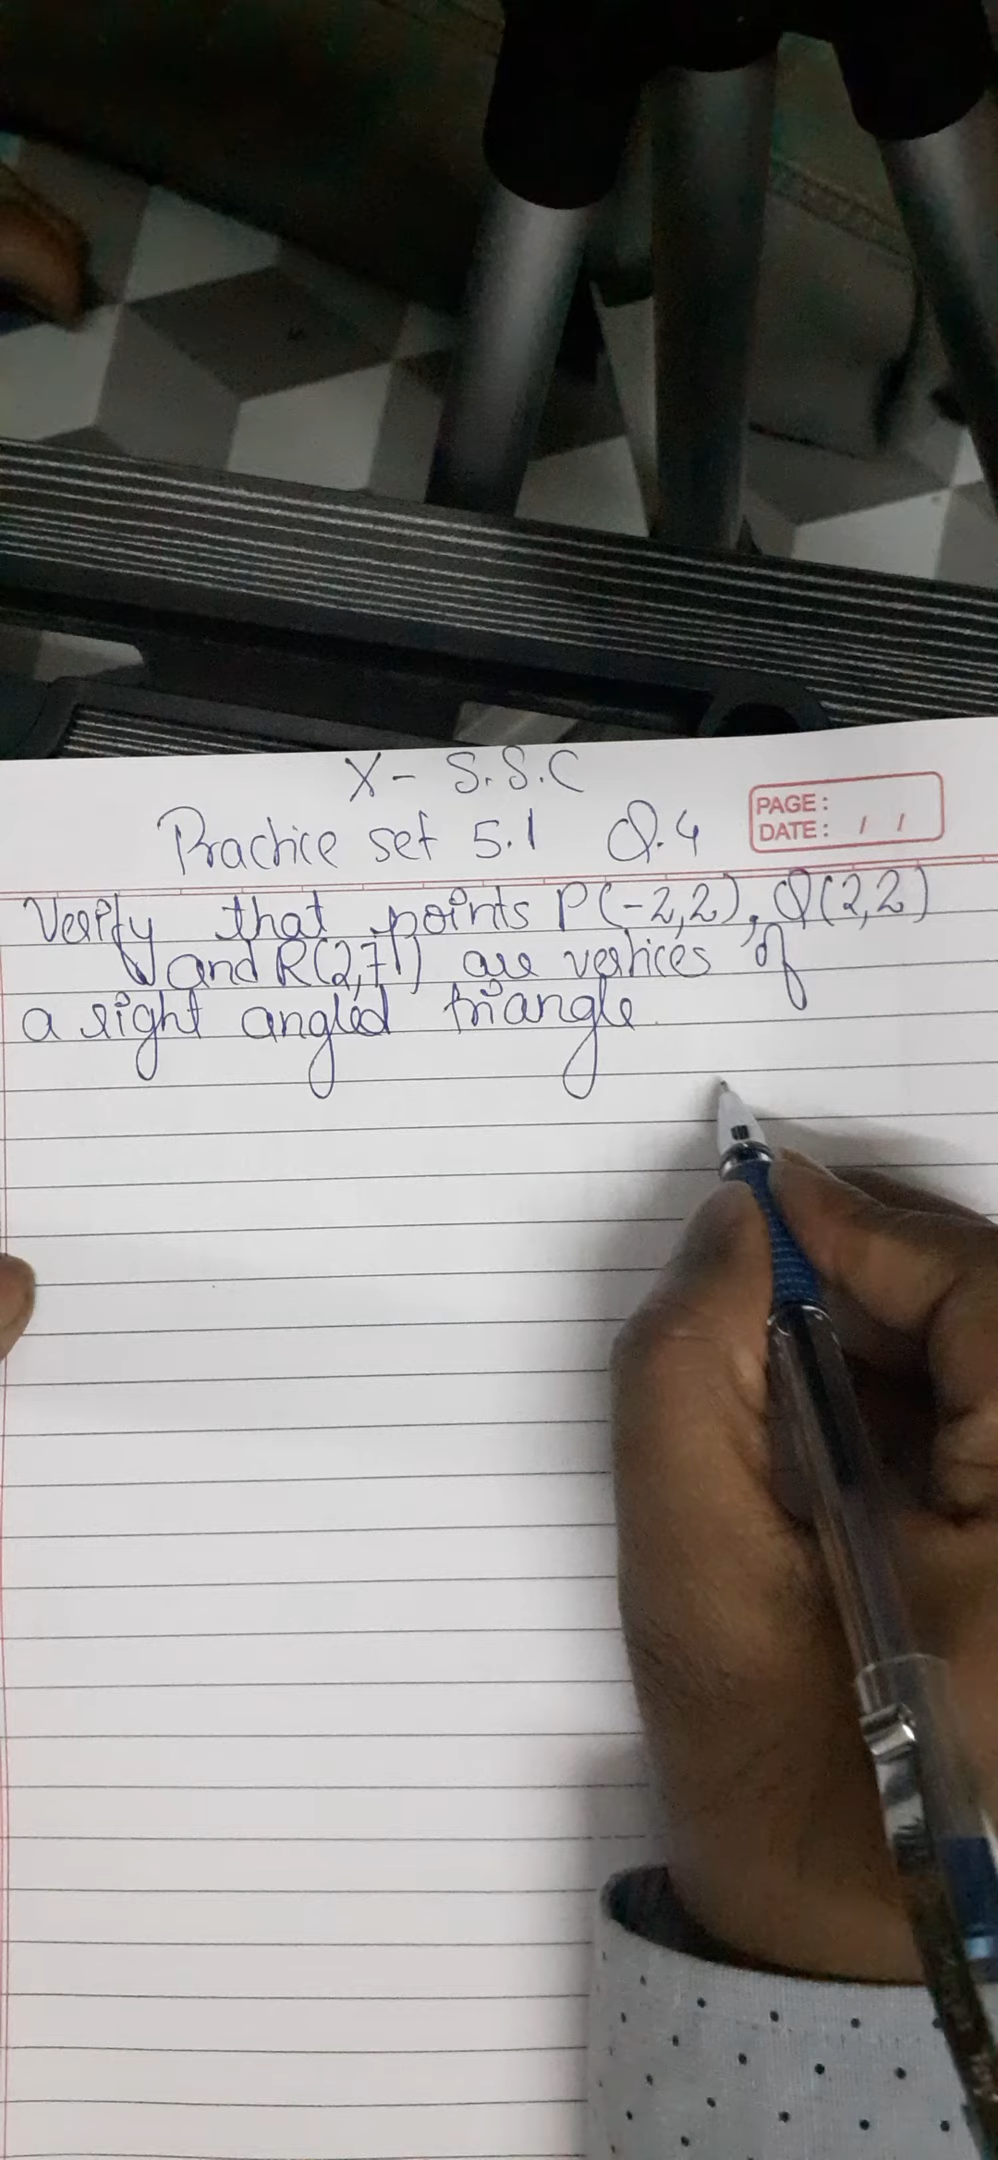 X - S.S.C
Practice set 5.1 Q.4
PAGE:
DATE: / /
Verify that points P(-2,2), Q(2,2)
and R(2,7) are vertices of
a right angled triangle.